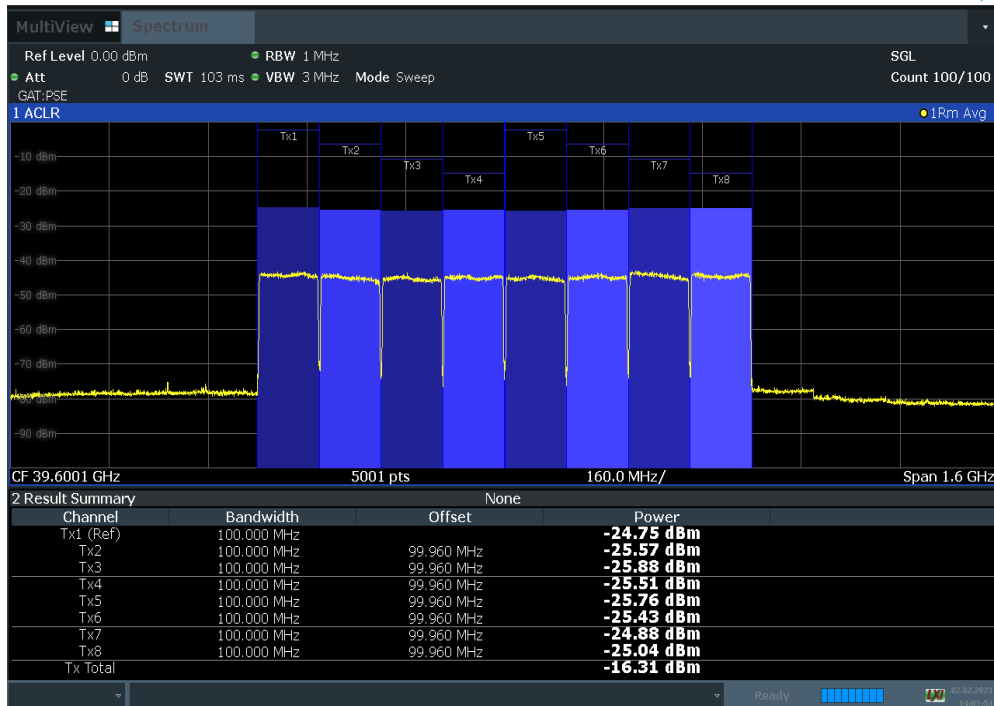 MultiView Spectrum
Ref Level 0.00 dBm RBW 1 MHz SGL
Att 0 dB SWT 103 ms VBW 3 MHz Mode Sweep Count 100/100
GAT:PSE
1 ACLR 1Rm Avg
Tx1 Tx5
Tx2 Tx6
-10 dBm
Tx3 Tx7
Tx4 Tx8
-20 dBm
-30 dBm
-40 dBm
-50 dBm
-60 dBm
-70 dBm
-80 dBm
-90 dBm
CF 39.6001 GHz 5001 pts 160.0 MHz/ Span 1.6 GHz
2 Result Summary None
Channel Bandwidth Offset Power
Tx1 (Ref) 100.000 MHz -24.75 dBm
Tx2 100.000 MHz 99.960 MHz -25.57 dBm
Tx3 100.000 MHz 99.960 MHz -25.88 dBm
Tx4 100.000 MHz 99.960 MHz -25.51 dBm
Tx5 100.000 MHz 99.960 MHz -25.76 dBm
Tx6 100.000 MHz 99.960 MHz -25.43 dBm
Tx7 100.000 MHz 99.960 MHz -24.88 dBm
Tx8 100.000 MHz 99.960 MHz -25.04 dBm
Tx Total -16.31 dBm
Ready 02.02.2021